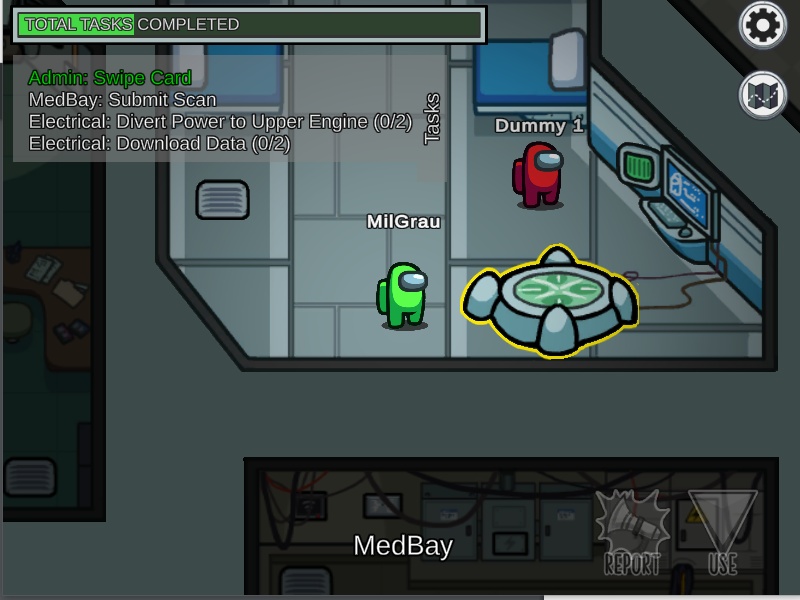 TOTAL TASKS COMPLETED
Admin: Swipe Card
MedBay: Submit Scan
Electrical: Divert Power to Upper Engine (0/2)
Electrical: Download Data (0/2)
Tasks
Dummy 1
MilGrau
MedBay
REPORT
USE